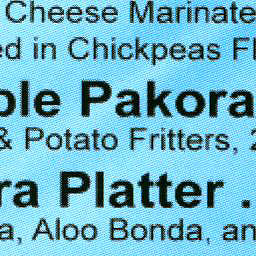 Cheese Marinate
ed in Chickpeas Fl
ble Pakora
& Potato Fritters, 2
ra Platter .
a, Aloo Bonda, an